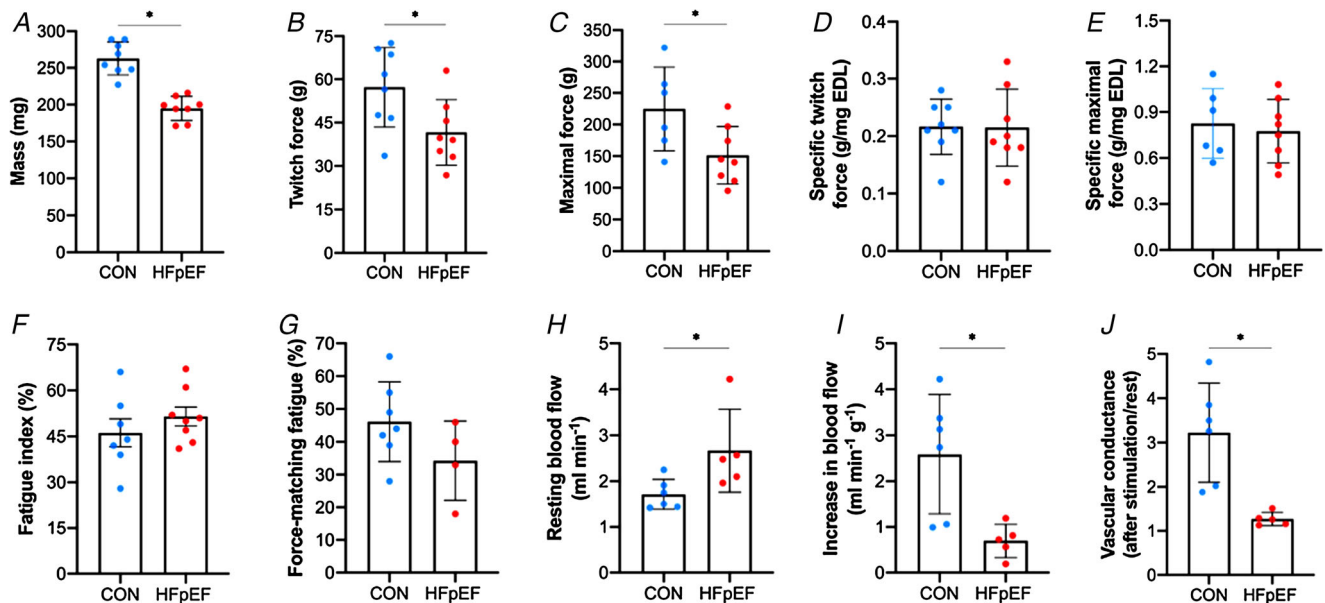 A
*
Mass (mg)
300
250
200
150
100
50
0
CON HFpEF
B
*
Twitch force (g)
75
60
45
30
15
0
CON HFpEF
C
*
Maximal force (g)
350
300
250
200
150
100
50
0
CON HFpEF
D
Specific twitch
force (g/mg EDL)
0.4
0.3
0.2
0.1
0.0
CON HFpEF
E
Specific maximal
force (g/mg EDL)
1.5
1.2
0.9
0.6
0.3
0.0
CON HFpEF
F
Fatigue index (%)
75
60
45
30
15
0
CON HFpEF
G
Force-matching fatigue (%)
70
60
50
40
30
20
10
0
CON HFpEF
H
*
Resting blood flow
(ml min-1)
5
4
3
2
1
0
CON HFpEF
I
*
Increase in blood flow
(ml min-1 g-1)
5
4
3
2
1
0
CON HFpEF
J
*
Vascular conductance
(after stimulation/rest)
5
4
3
2
1
0
CON HFpEF